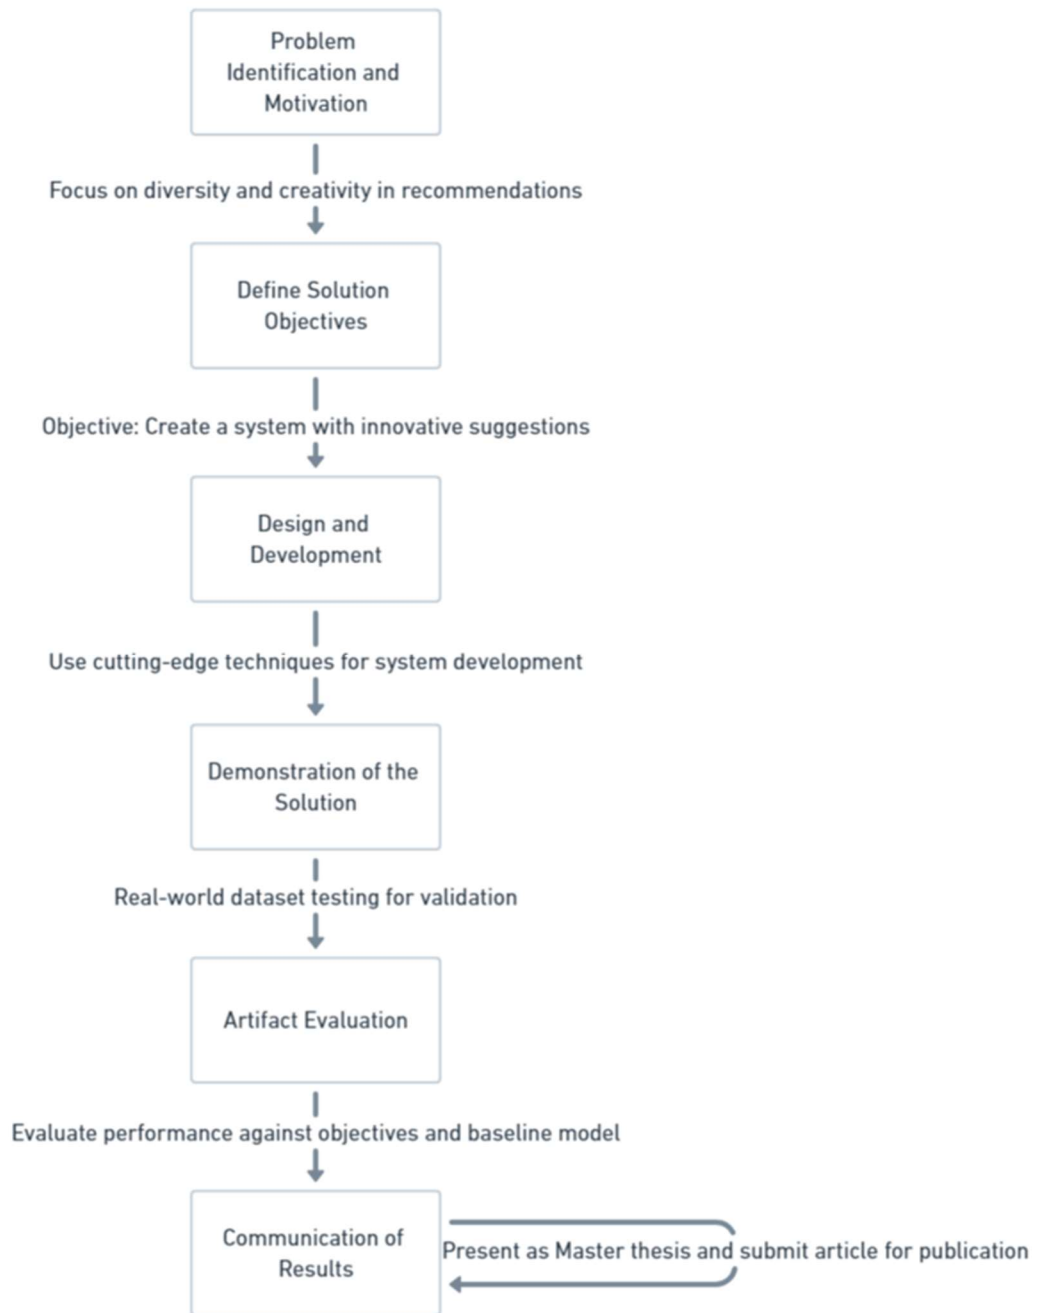 Problem
Identification and
Motivation
Focus on diversity and creativity in recommendations
Define Solution
Objectives
Objective: Create a system with innovative suggestions
Design and
Development
Use cutting-edge techniques for system development
Demonstration of the
Solution
Real-world dataset testing for validation
Artifact Evaluation
Evaluate performance against objectives and baseline model
Communication of
Results
Present as Master thesis and submit article for publication